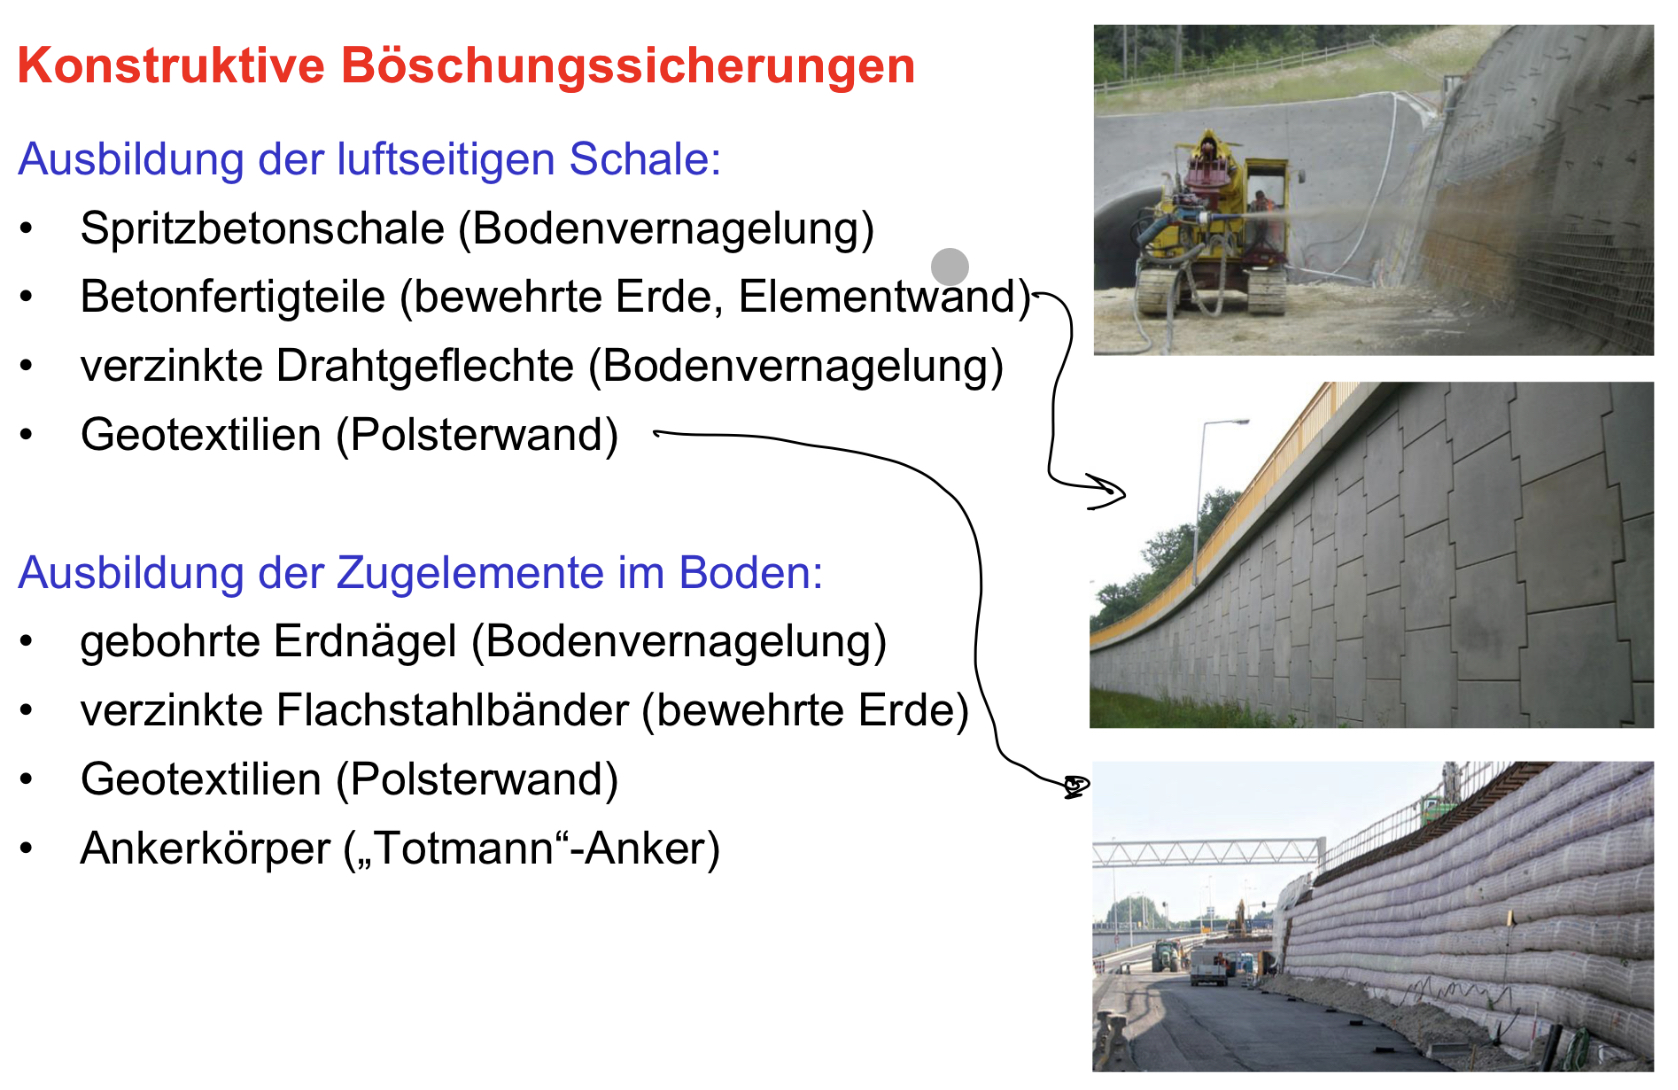 Konstruktive Böschungssicherungen
Ausbildung der luftseitigen Schale:
• Spritzbetonschale (Bodenvernagelung)
• Betonfertigteile (bewehrte Erde, Elementwand)
• verzinkte Drahtgeflechte (Bodenvernagelung)
• Geotextilien (Polsterwand)
Ausbildung der Zugelemente im Boden:
• gebohrte Erdnägel (Bodenvernagelung)
• verzinkte Flachstahlbänder (bewehrte Erde)
• Geotextilien (Polsterwand)
• Ankerkörper („Totmann“-Anker)